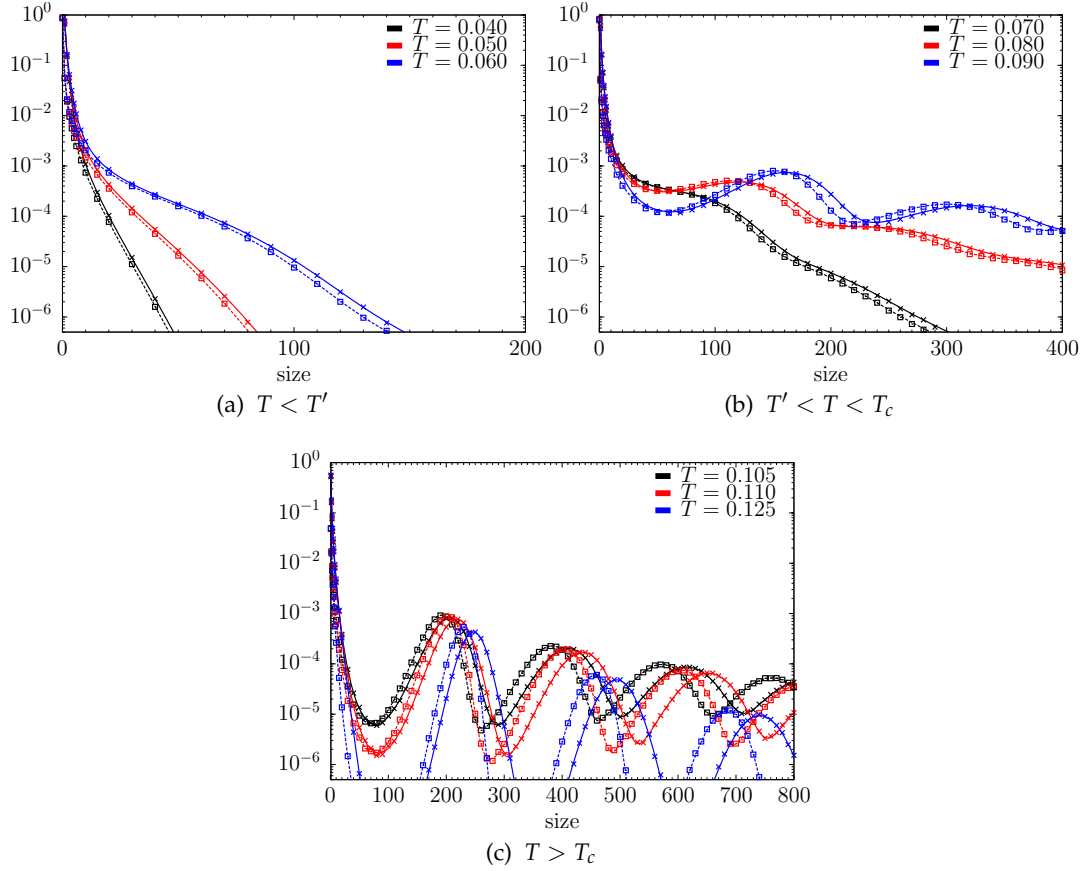 10^0
10^{-1}
10^{-2}
10^{-3}
10^{-4}
10^{-5}
10^{-6}
T = 0.040
T = 0.050
T = 0.060
0 100 200
size
(a) T < T′
10^0
10^{-1}
10^{-2}
10^{-3}
10^{-4}
10^{-5}
10^{-6}
T = 0.070
T = 0.080
T = 0.090
0 100 200 300 400
size
(b) T′ < T < T_c
10^0
10^{-1}
10^{-2}
10^{-3}
10^{-4}
10^{-5}
10^{-6}
T = 0.105
T = 0.110
T = 0.125
0 100 200 300 400 500 600 700 800
size
(c) T > T_c